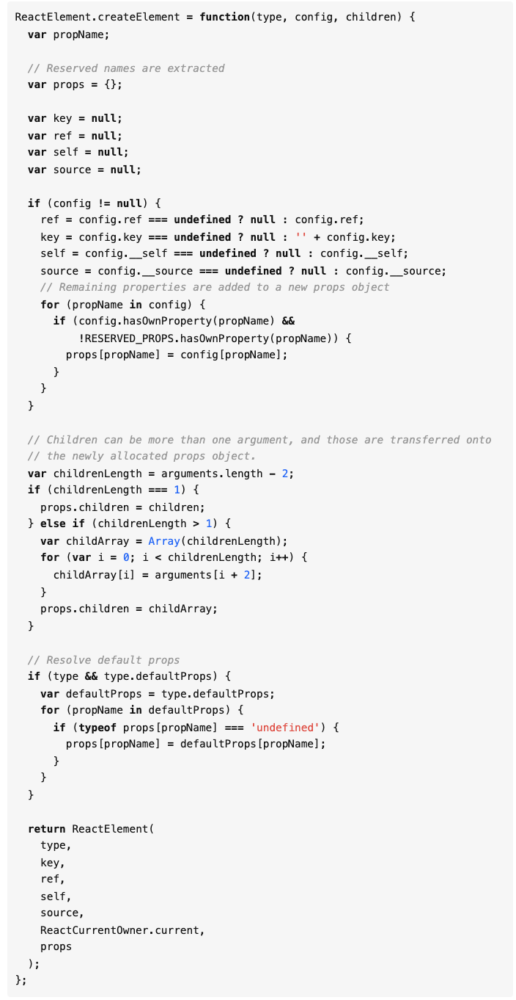 ReactElement.createElement = function(type, config, children) {
  var propName;

  // Reserved names are extracted
  var props = {};

  var key = null;
  var ref = null;
  var self = null;
  var source = null;

  if (config != null) {
    ref = config.ref === undefined ? null : config.ref;
    key = config.key === undefined ? null : '' + config.key;
    self = config.__self === undefined ? null : config.__self;
    source = config.__source === undefined ? null : config.__source;
    // Remaining properties are added to a new props object
    for (propName in config) {
      if (config.hasOwnProperty(propName) &&
          !RESERVED_PROPS.hasOwnProperty(propName)) {
        props[propName] = config[propName];
      }
    }
  }

  // Children can be more than one argument, and those are transferred onto
  // the newly allocated props object.
  var childrenLength = arguments.length - 2;
  if (childrenLength === 1) {
    props.children = children;
  } else if (childrenLength > 1) {
    var childArray = Array(childrenLength);
    for (var i = 0; i < childrenLength; i++) {
      childArray[i] = arguments[i + 2];
    }
    props.children = childArray;
  }

  // Resolve default props
  if (type && type.defaultProps) {
    var defaultProps = type.defaultProps;
    for (propName in defaultProps) {
      if (typeof props[propName] === 'undefined') {
        props[propName] = defaultProps[propName];
      }
    }
  }

  return ReactElement(
    type,
    key,
    ref,
    self,
    source,
    ReactCurrentOwner.current,
    props
  );
};